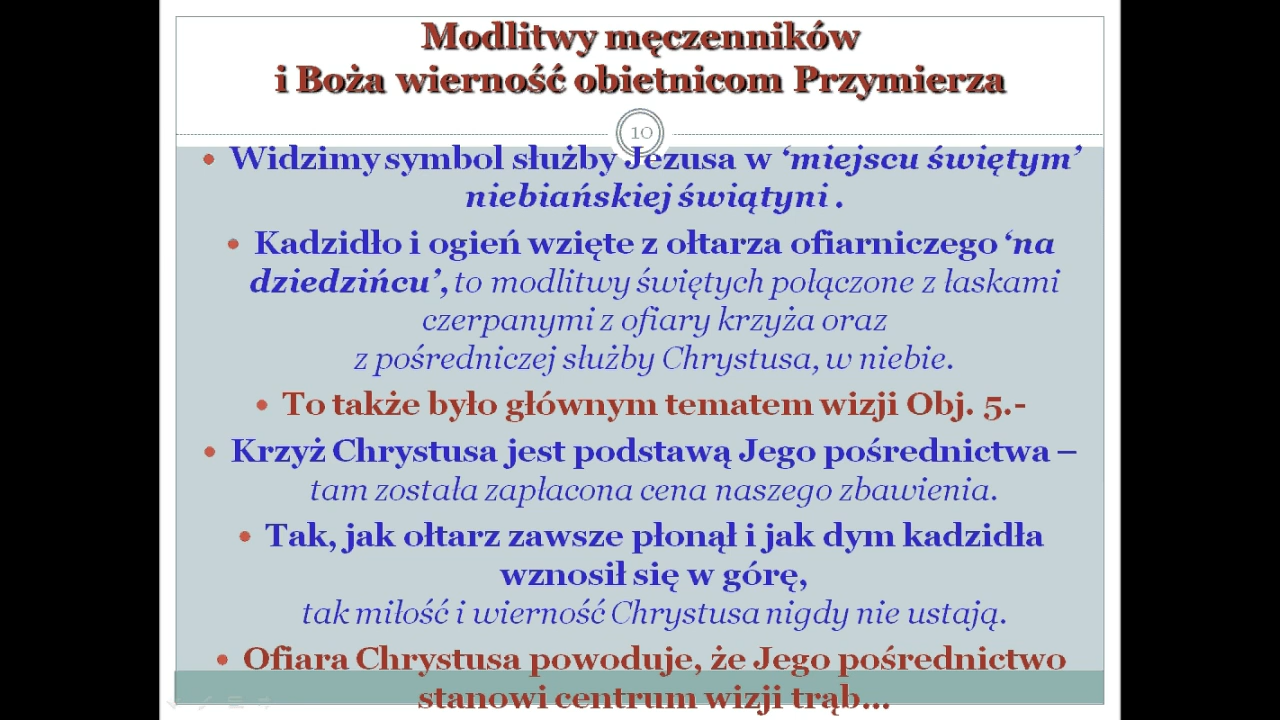 Modlitwy męczenników
i Boża wierność obietnicom Przymierza
10
• Widzimy symbol służby Jezusa w ‘miejscu świętym’
niebiańskiej świątyni .
• Kadzidło i ogień wzięte z ołtarza ofiarniczego ‘na
dziedzińcu’, to modlitwy świętych połączone z łaskami
czerpanymi z ofiary krzyża oraz
z pośredniczej służby Chrystusa, w niebie.
• To także było głównym tematem wizji Obj. 5.-
• Krzyż Chrystusa jest podstawą Jego pośrednictwa –
tam została zapłacona cena naszego zbawienia.
• Tak, jak ołtarz zawsze płonął i jak dym kadzidła
wznosił się w górę,
tak miłość i wierność Chrystusa nigdy nie ustają.
• Ofiara Chrystusa powoduje, że Jego pośrednictwo
stanowi centrum wizji trąb...